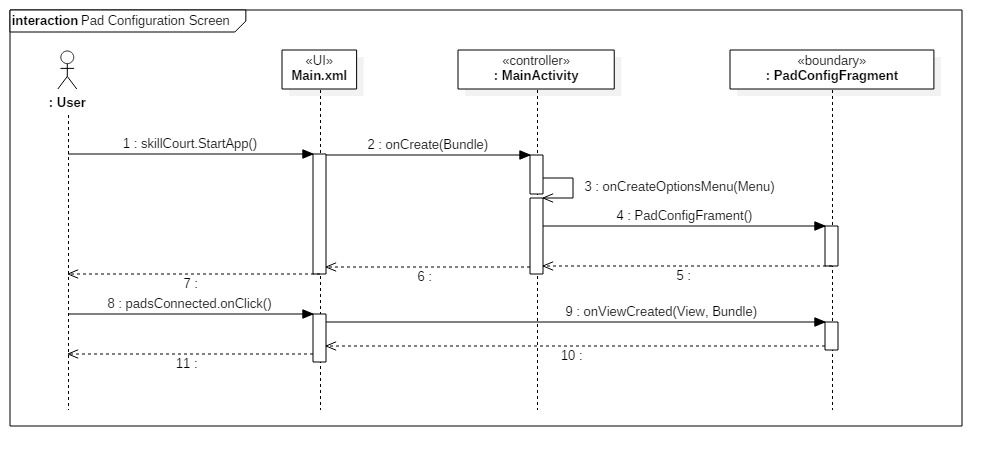 interaction Pad Configuration Screen
«UI»
Main.xml
«controller»
: MainActivity
«boundary»
: PadConfigFragment
: User
1 : skillCourt.StartApp()
2 : onCreate(Bundle)
3 : onCreateOptionsMenu(Menu)
4 : PadConfigFrament()
5 :
6 :
7 :
8 : padsConnected.onClick()
9 : onViewCreated(View, Bundle)
10 :
11 :